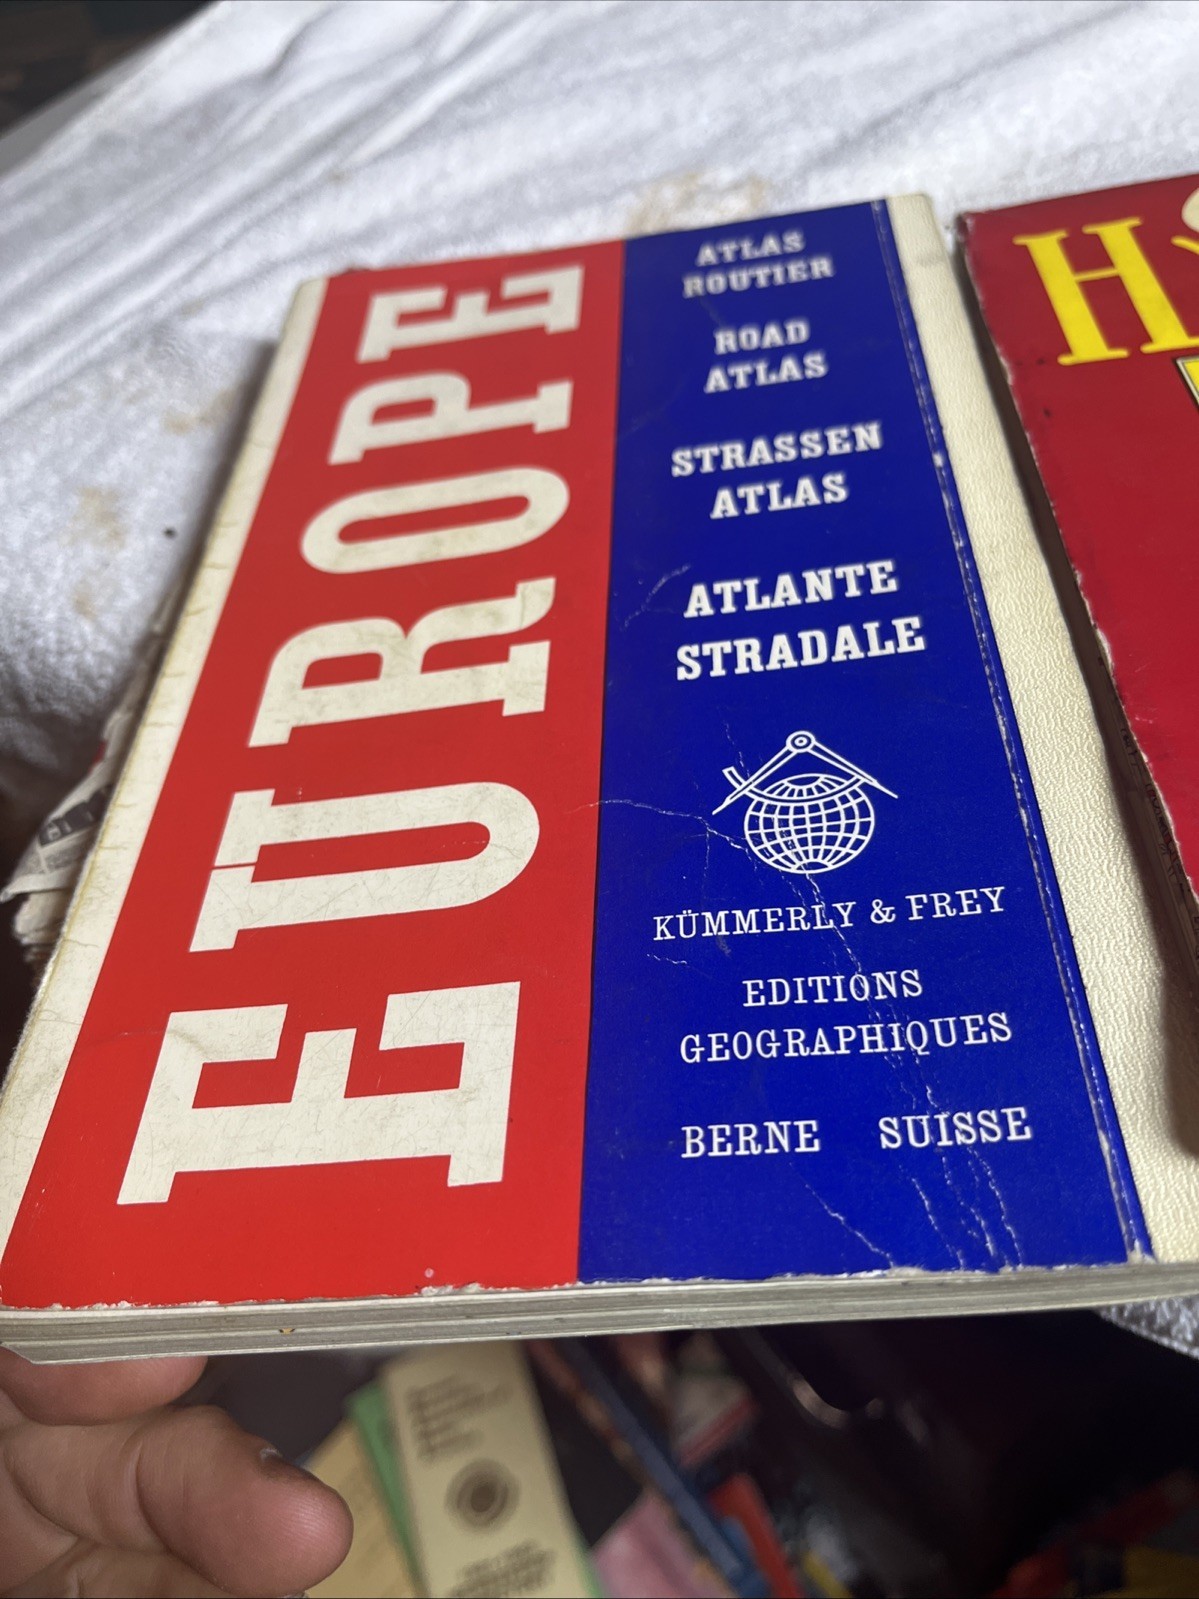 EUROPE
ATLAS
ROUTIER
ROAD
ATLAS
STRASSEN
ATLAS
ATLANTE
STRADALE
KÜMMERLY & FREY
EDITIONS
GEOGRAPHIQUES
BERNE SUISSE
H